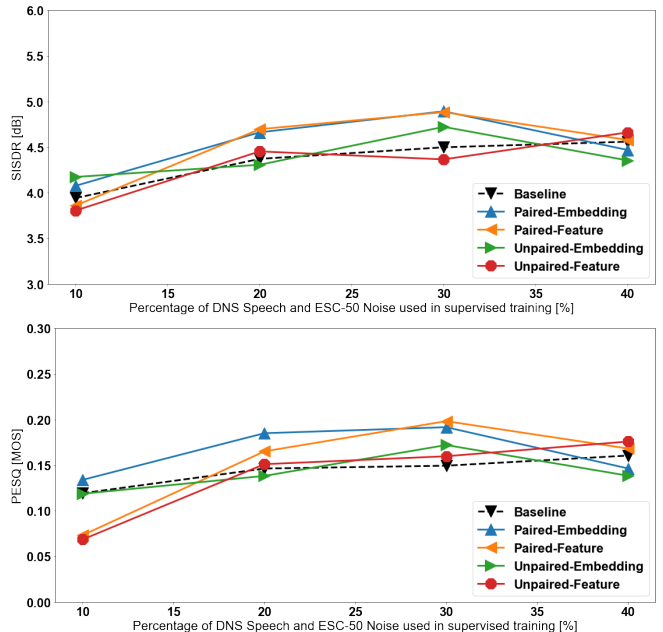 6.0
5.5
5.0
4.5
4.0
3.5
3.0
SISDR [dB]
Baseline
Paired-Embedding
Paired-Feature
Unpaired-Embedding
Unpaired-Feature
10 15 20 25 30 35 40
Percentage of DNS Speech and ESC-50 Noise used in supervised training [%]
0.30
0.25
0.20
0.15
0.10
0.05
0.00
PESQ [MOS]
Baseline
Paired-Embedding
Paired-Feature
Unpaired-Embedding
Unpaired-Feature
10 15 20 25 30 35 40
Percentage of DNS Speech and ESC-50 Noise used in supervised training [%]